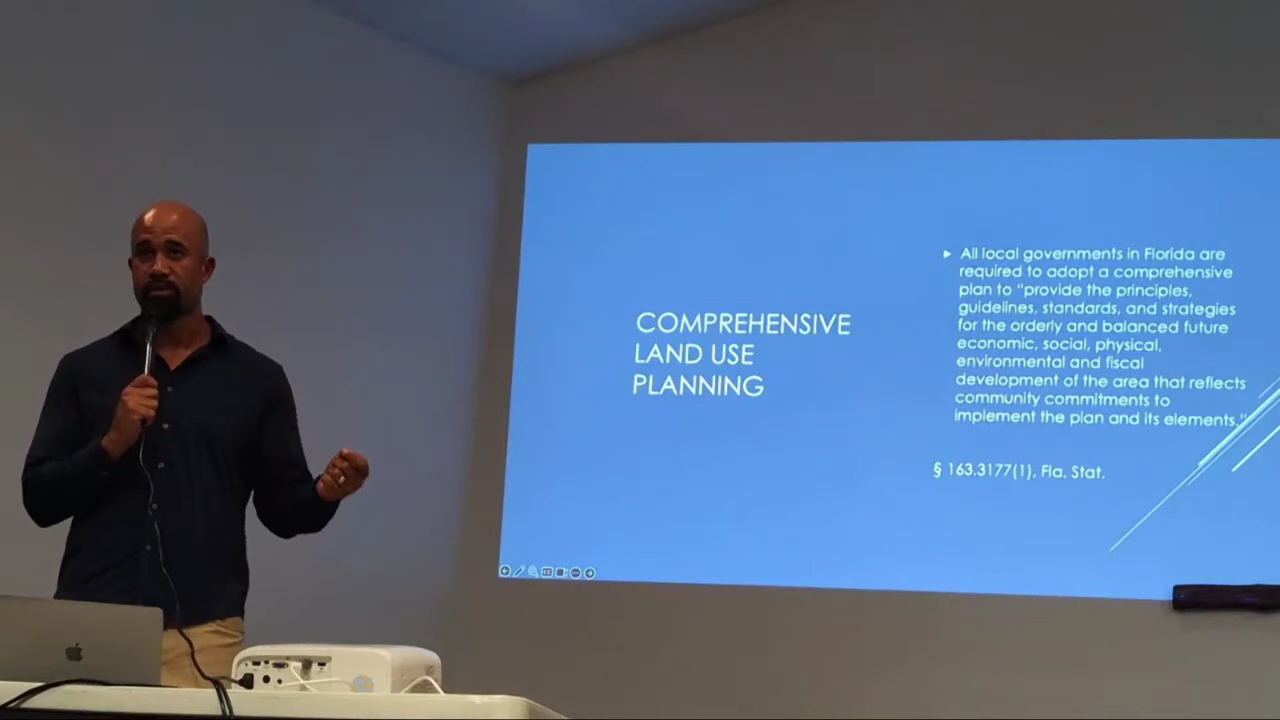 COMPREHENSIVE
LAND USE
PLANNING
All local governments in Florida are
required to adopt a comprehensive
plan to "provide the principles,
guidelines, standards, and strategies
for the orderly and balanced future
economic, social, physical,
environmental and fiscal
development of the area that reflects
community commitments to
implement the plan and its elements."
§ 163.3177(1), Fla. Stat.